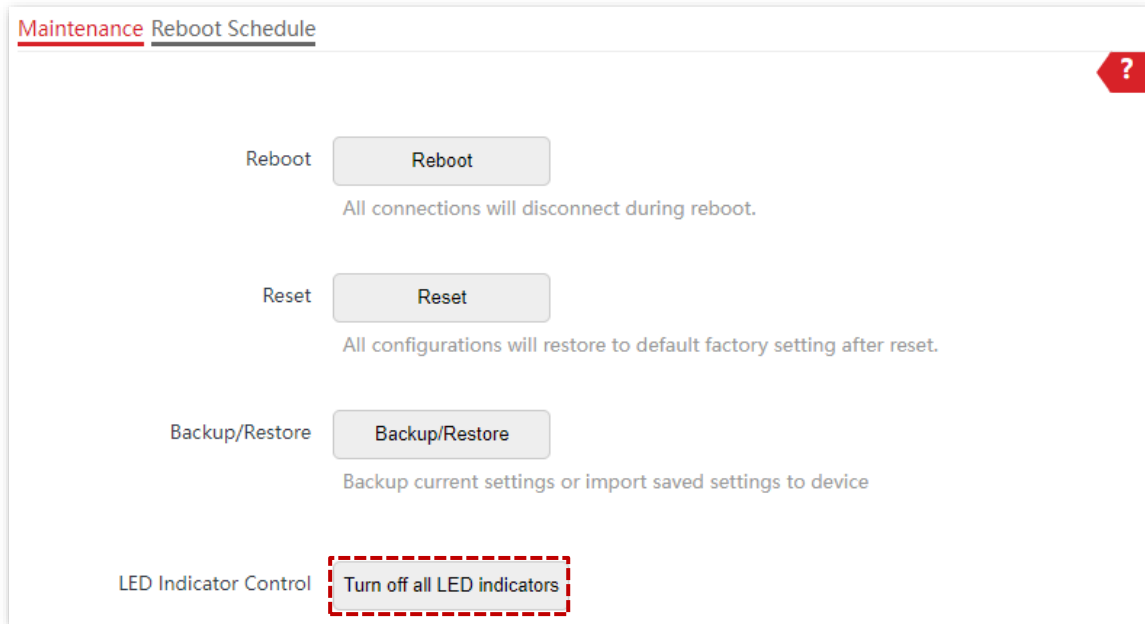 Maintenance Reboot Schedule
?
Reboot Reboot
All connections will disconnect during reboot.
Reset Reset
All configurations will restore to default factory setting after reset.
Backup/Restore Backup/Restore
Backup current settings or import saved settings to device
LED Indicator Control Turn off all LED indicators